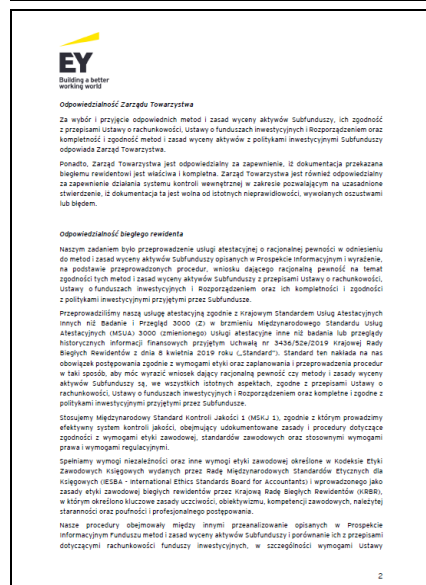 EY
Building a better
working world
Odpowiedzialność Zarządu Towarzystwa
Za wybór i przyjęcie odpowiednich metod i zasad wyceny aktywów Subfunduszy, ich zgodność
z przepisami Ustawy o rachunkowości, Ustawy o funduszach inwestycyjnych i Rozporządzeniem oraz
kompletność i zgodność metod i zasad wyceny aktywów z politykami inwestycyjnymi Subfunduszy
odpowiada Zarząd Towarzystwa.
Ponadto, Zarząd Towarzystwa jest odpowiedzialny za zapewnienie, iż dokumentacja przekazana
biegłemu rewidentowi jest właściwa i kompletna. Zarząd Towarzystwa jest również odpowiedzialny
za zapewnienie działania systemu kontroli wewnętrznej w zakresie pozwalającym na uzasadnione
stwierdzenie, iż dokumentacja ta jest wolna od istotnych nieprawidłowości, wywołanych oszustwami
lub błędem.
Odpowiedzialność biegłego rewidenta
Naszym zadaniem było przeprowadzenie usługi atestacyjnej o racjonalnej pewności w odniesieniu
do metod i zasad wyceny aktywów Subfunduszy opisanych w Prospekcie Informacyjnym i wyrażenie,
na podstawie przeprowadzonych procedur, wniosku dającego racjonalną pewność na temat
zgodności tych metod i zasad wyceny aktywów Subfunduszy z przepisami Ustawy o rachunkowości,
Ustawy o funduszach inwestycyjnych i Rozporządzeniem oraz ich kompletności i zgodności
z politykami inwestycyjnymi przyjętymi przez Subfundusze.
Przeprowadziliśmy naszą usługę atestacyjną zgodnie z Krajowym Standardem Usług Atestacyjnych
Innych niż Badanie i Przegląd 3000 (Z) w brzmieniu Międzynarodowego Standardu Usług
Atestacyjnych (MSUA) 3000 (zmienionego) Usługi atestacyjne inne niż badania lub przeglądy
historycznych informacji finansowych przyjętym Uchwałą nr 3436/52e/2019 Krajowej Rady
Biegłych Rewidentów z dnia 8 kwietnia 2019 roku („Standard”). Standard ten nakłada na nas
obowiązek postępowania zgodnie z wymogami etyki oraz zaplanowania i przeprowadzenia procedur
w taki sposób, aby móc wyrazić wniosek dający racjonalną pewność czy metody i zasady wyceny
aktywów Subfunduszy są, we wszystkich istotnych aspektach, zgodne z przepisami Ustawy o
rachunkowości, Ustawy o funduszach inwestycyjnych i Rozporządzeniem oraz kompletne i zgodne z
politykami inwestycyjnymi przyjętymi przez Subfundusze.
Stosujemy Międzynarodowy Standard Kontroli Jakości 1 (MSKJ 1), zgodnie z którym prowadzimy
efektywny system kontroli jakości, obejmujący udokumentowane zasady i procedury dotyczące
zgodności z wymogami etyki zawodowej, standardów zawodowych oraz stosownymi wymogami
prawa i wymogami regulacyjnymi.
Spełniamy wymogi niezależności oraz inne wymogi etyki zawodowej określone w Kodeksie Etyki
Zawodowych Księgowych wydanych przez Radę Międzynarodowych Standardów Etycznych dla
Księgowych (IESBA - International Ethics Standards Board for Accountants) i wprowadzonego jako
zasady etyki zawodowej biegłych rewidentów przez Krajową Radę Biegłych Rewidentów (KRBR),
w którym określono kluczowe zasady uczciwości, obiektywizmu, kompetencji zawodowych, należytej
staranności oraz poufności i profesjonalnego postępowania.
Nasze procedury obejmowały między innymi przeanalizowanie opisanych w Prospekcie
Informacyjnym Funduszu metod i zasad wyceny aktywów Subfunduszy i porównanie ich z przepisami
dotyczącymi rachunkowości funduszy inwestycyjnych, w szczególności wymogami Ustawy
2